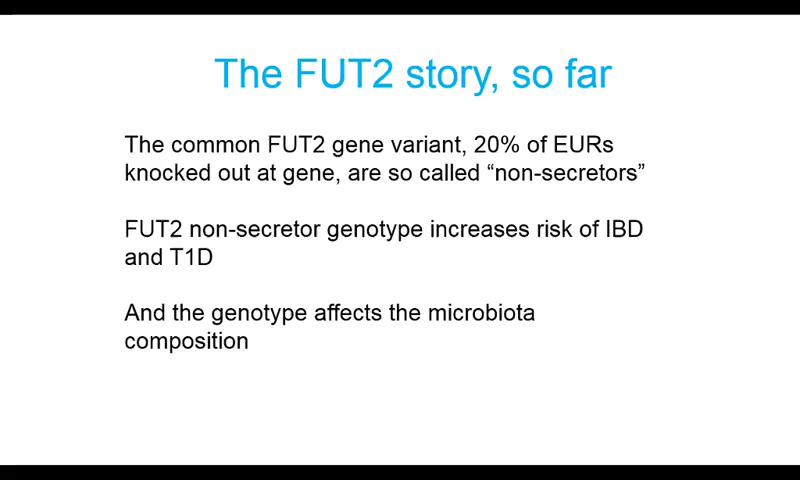 The FUT2 story, so far
The common FUT2 gene variant, 20% of EURs
knocked out at gene, are so called “non-secretors”
FUT2 non-secretor genotype increases risk of IBD
and T1D
And the genotype affects the microbiota
composition